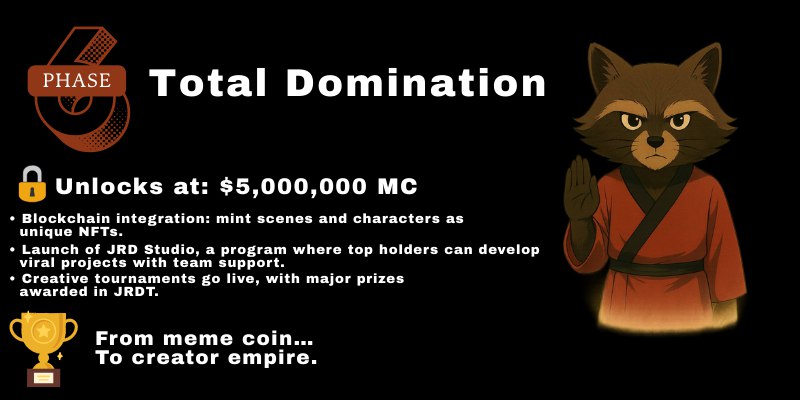 6
PHASE
Total Domination
Unlocks at: $5,000,000 MC
• Blockchain integration: mint scenes and characters as
unique NFTs.
• Launch of JRD Studio, a program where top holders can develop
viral projects with team support.
• Creative tournaments go live, with major prizes
awarded in JRDT.
From meme coin...
To creator empire.